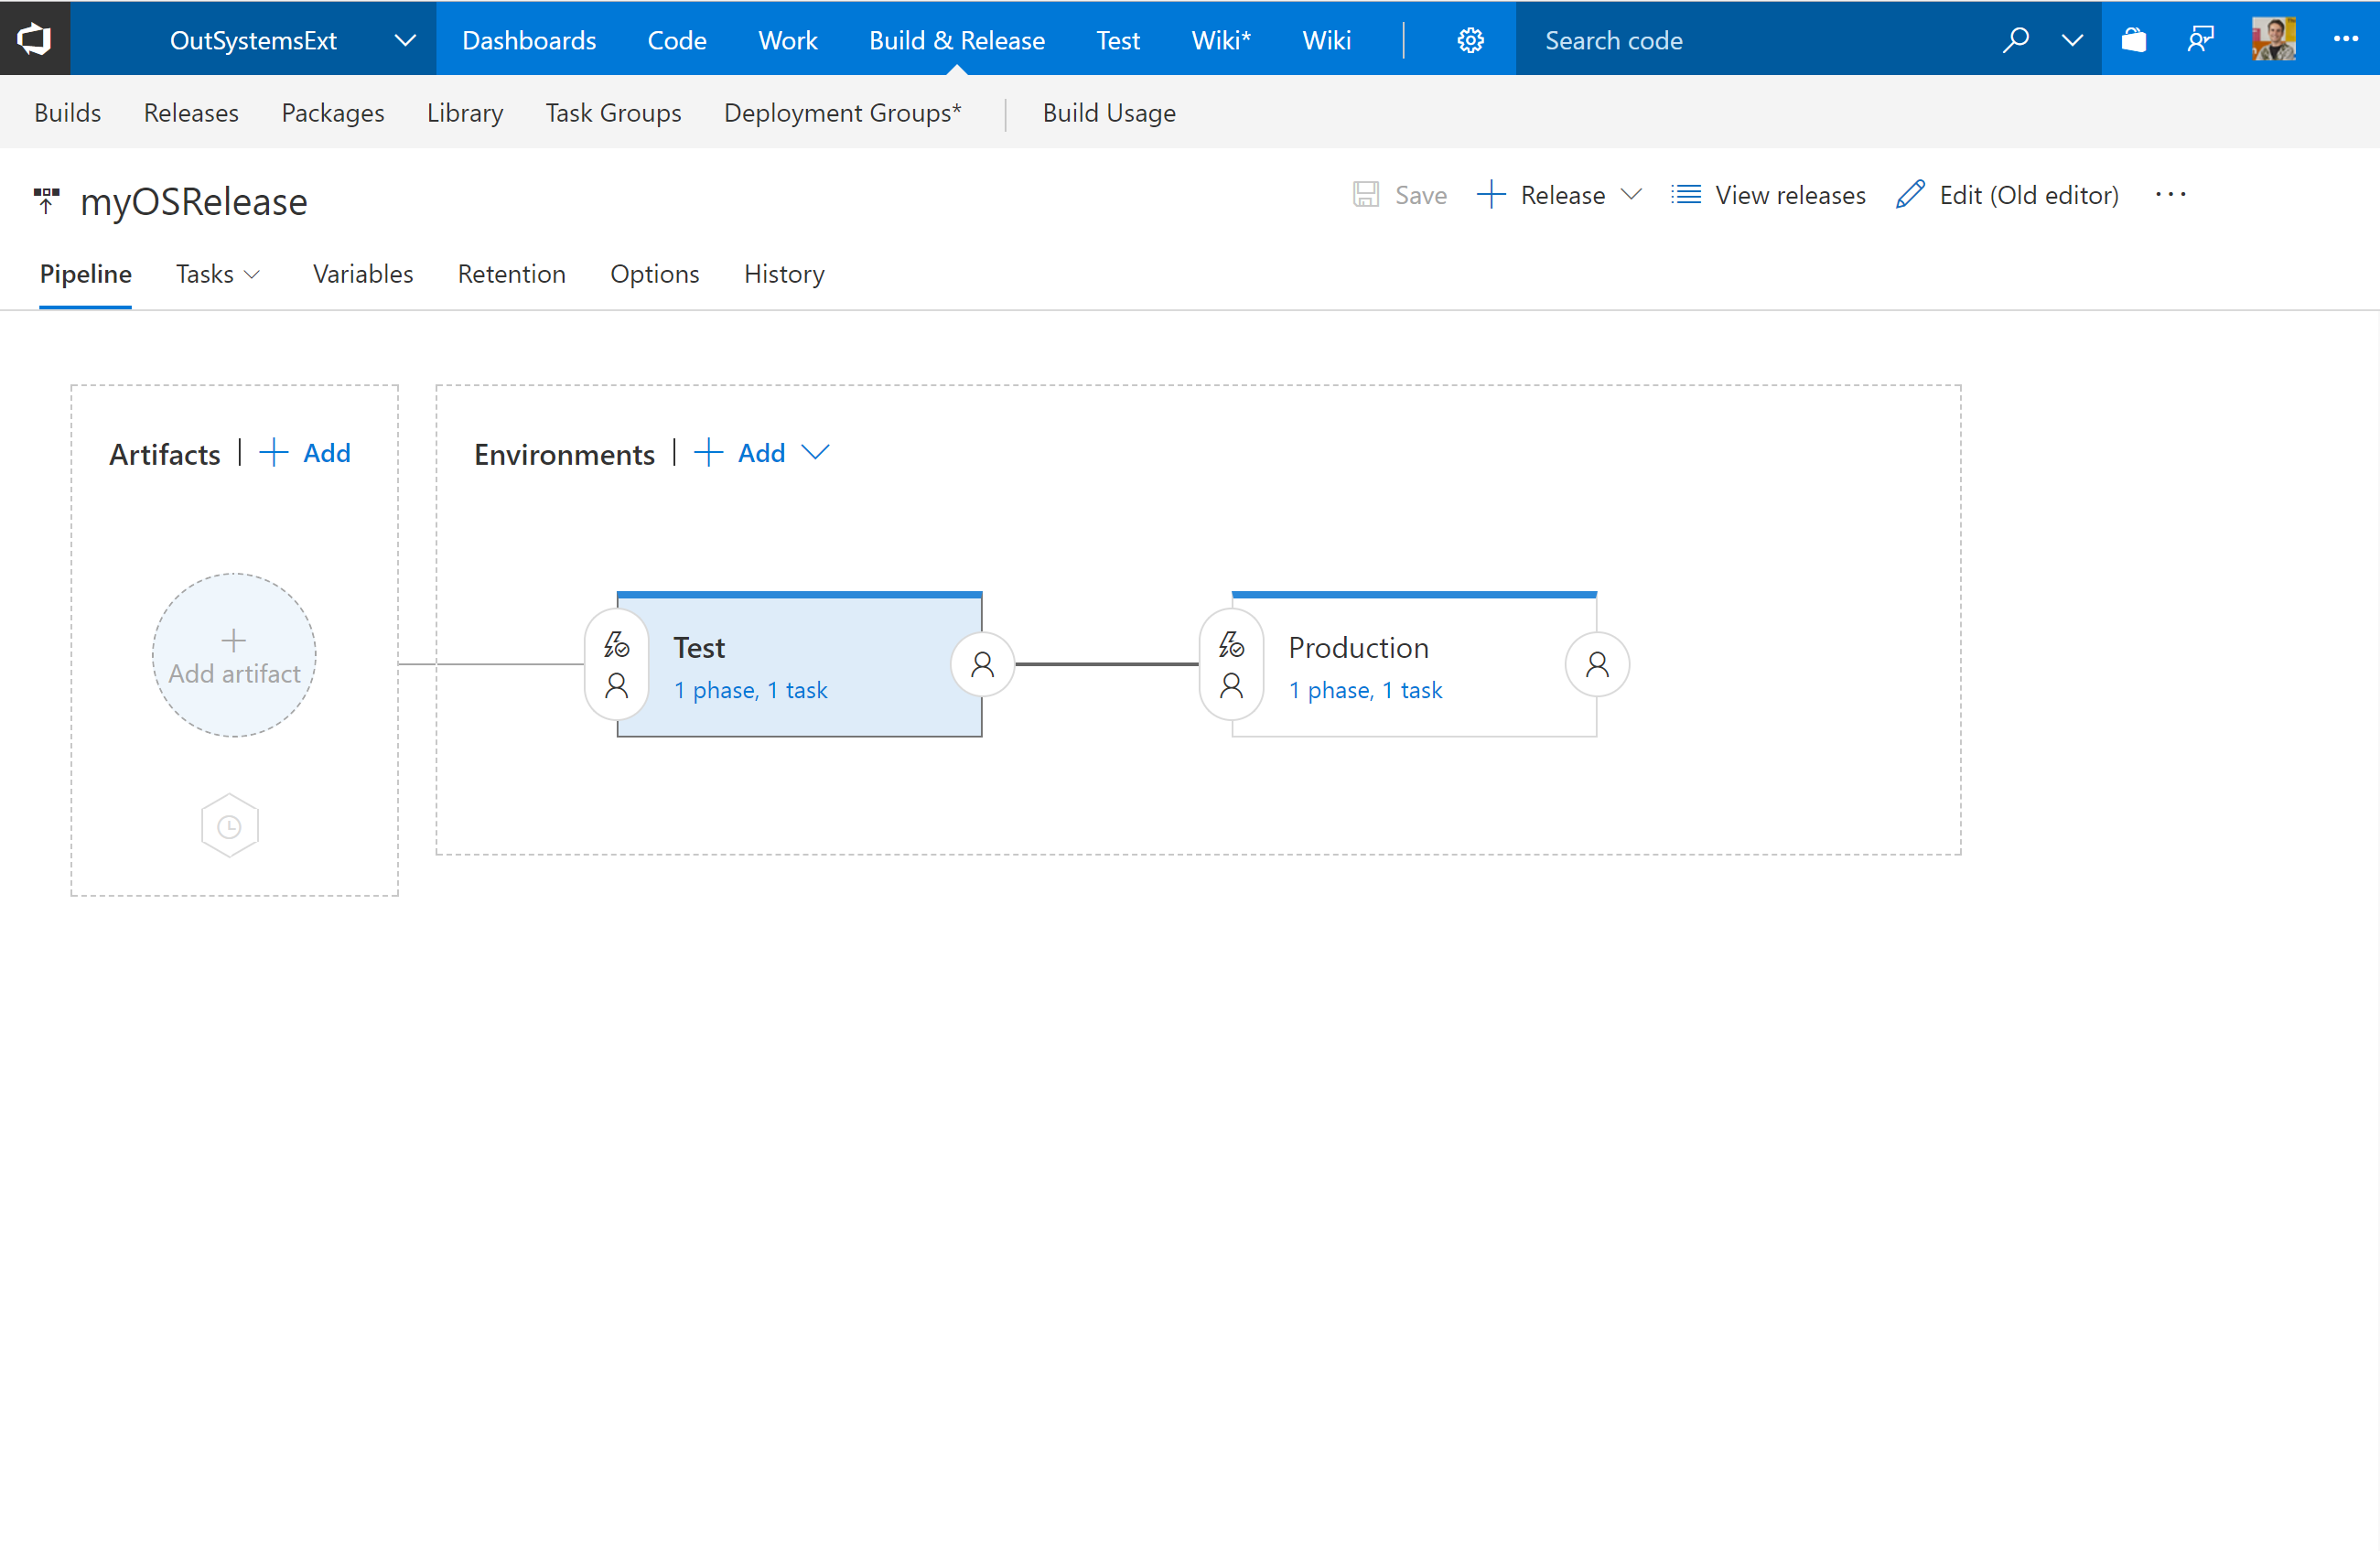 OutSystemsExt Dashboards Code Work Build & Release Test Wiki* Wiki Search code
Builds Releases Packages Library Task Groups Deployment Groups* Build Usage
myOSRelease Save Release View releases Edit (Old editor) ...
Pipeline Tasks Variables Retention Options History
Artifacts | + Add Environments | + Add
Add artifact
Test Production
1 phase, 1 task 1 phase, 1 task